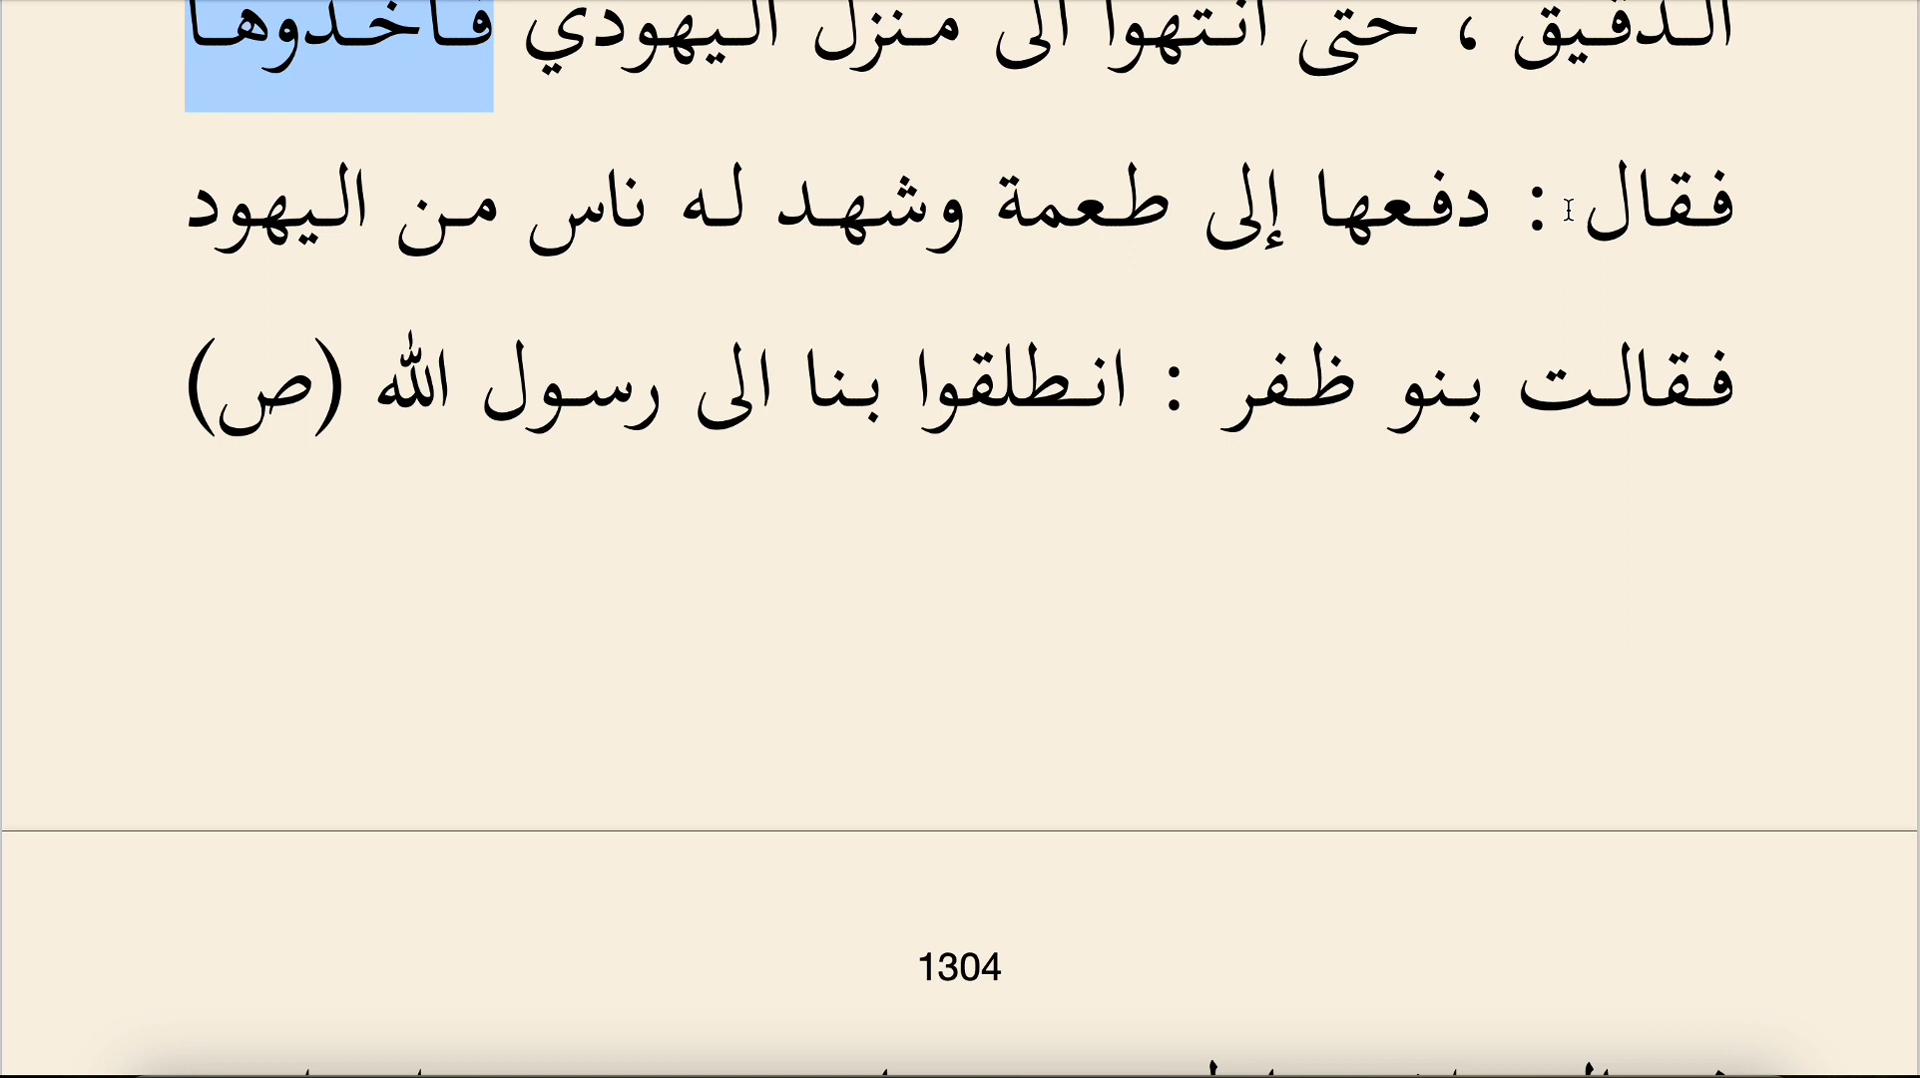 الدقيق ، حتى انتهوا الى منزل اليهودي فأخذوها
فقال : دفعها إلى طعمة وشهد له ناس من اليهود
فقالت بنو ظفر : انطلقوا بنا الى رسول الله (ص)
1304